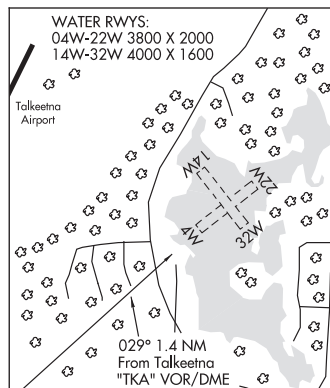 WATER RWYS:
04W-22W 3800 X 2000
14W-32W 4000 X 1600
Talkeetna
Airport
14W
22W
4W
32W
029° 1.4 NM
From Talkeetna
"TKA" VOR/DME